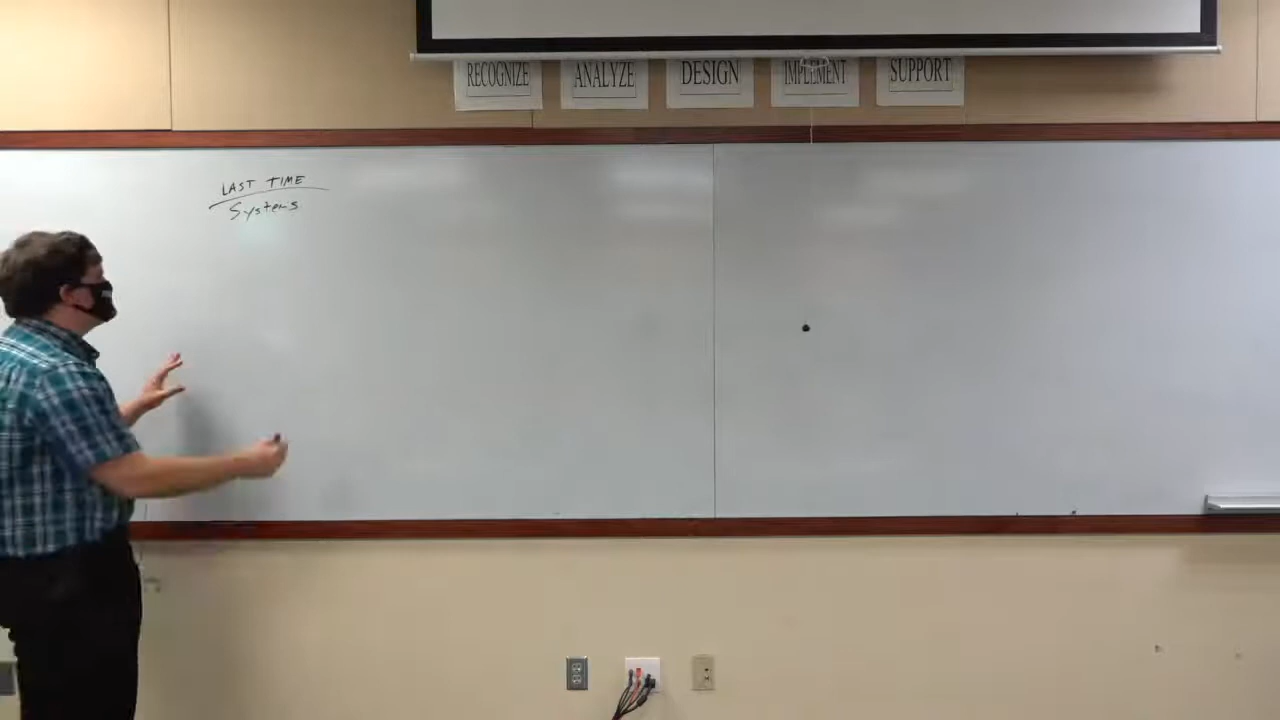 RECOGNIZE
ANALYZE
DESIGN
IMPLEMENT
SUPPORT
LAST TIME
Systems